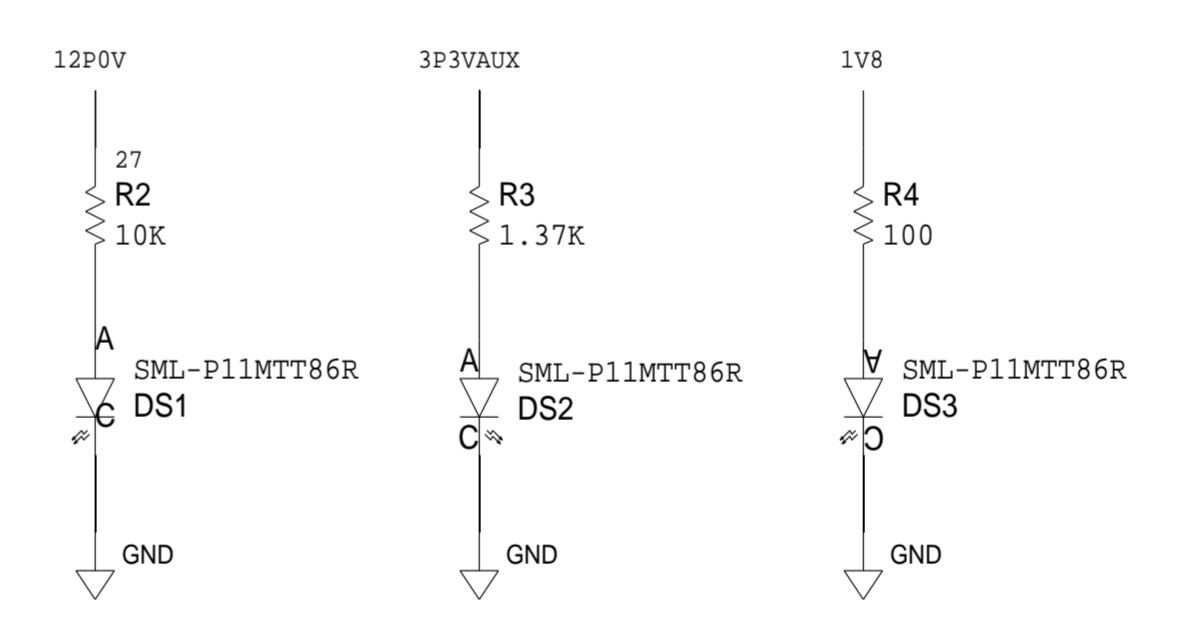 12P0V
27
R2
10K
A
SML-P11MTT86R
C
DS1
GND
3P3VAUX
R3
1.37K
A
SML-P11MTT86R
DS2
C
GND
1V8
R4
100
A
SML-P11MTT86R
DS3
C
GND